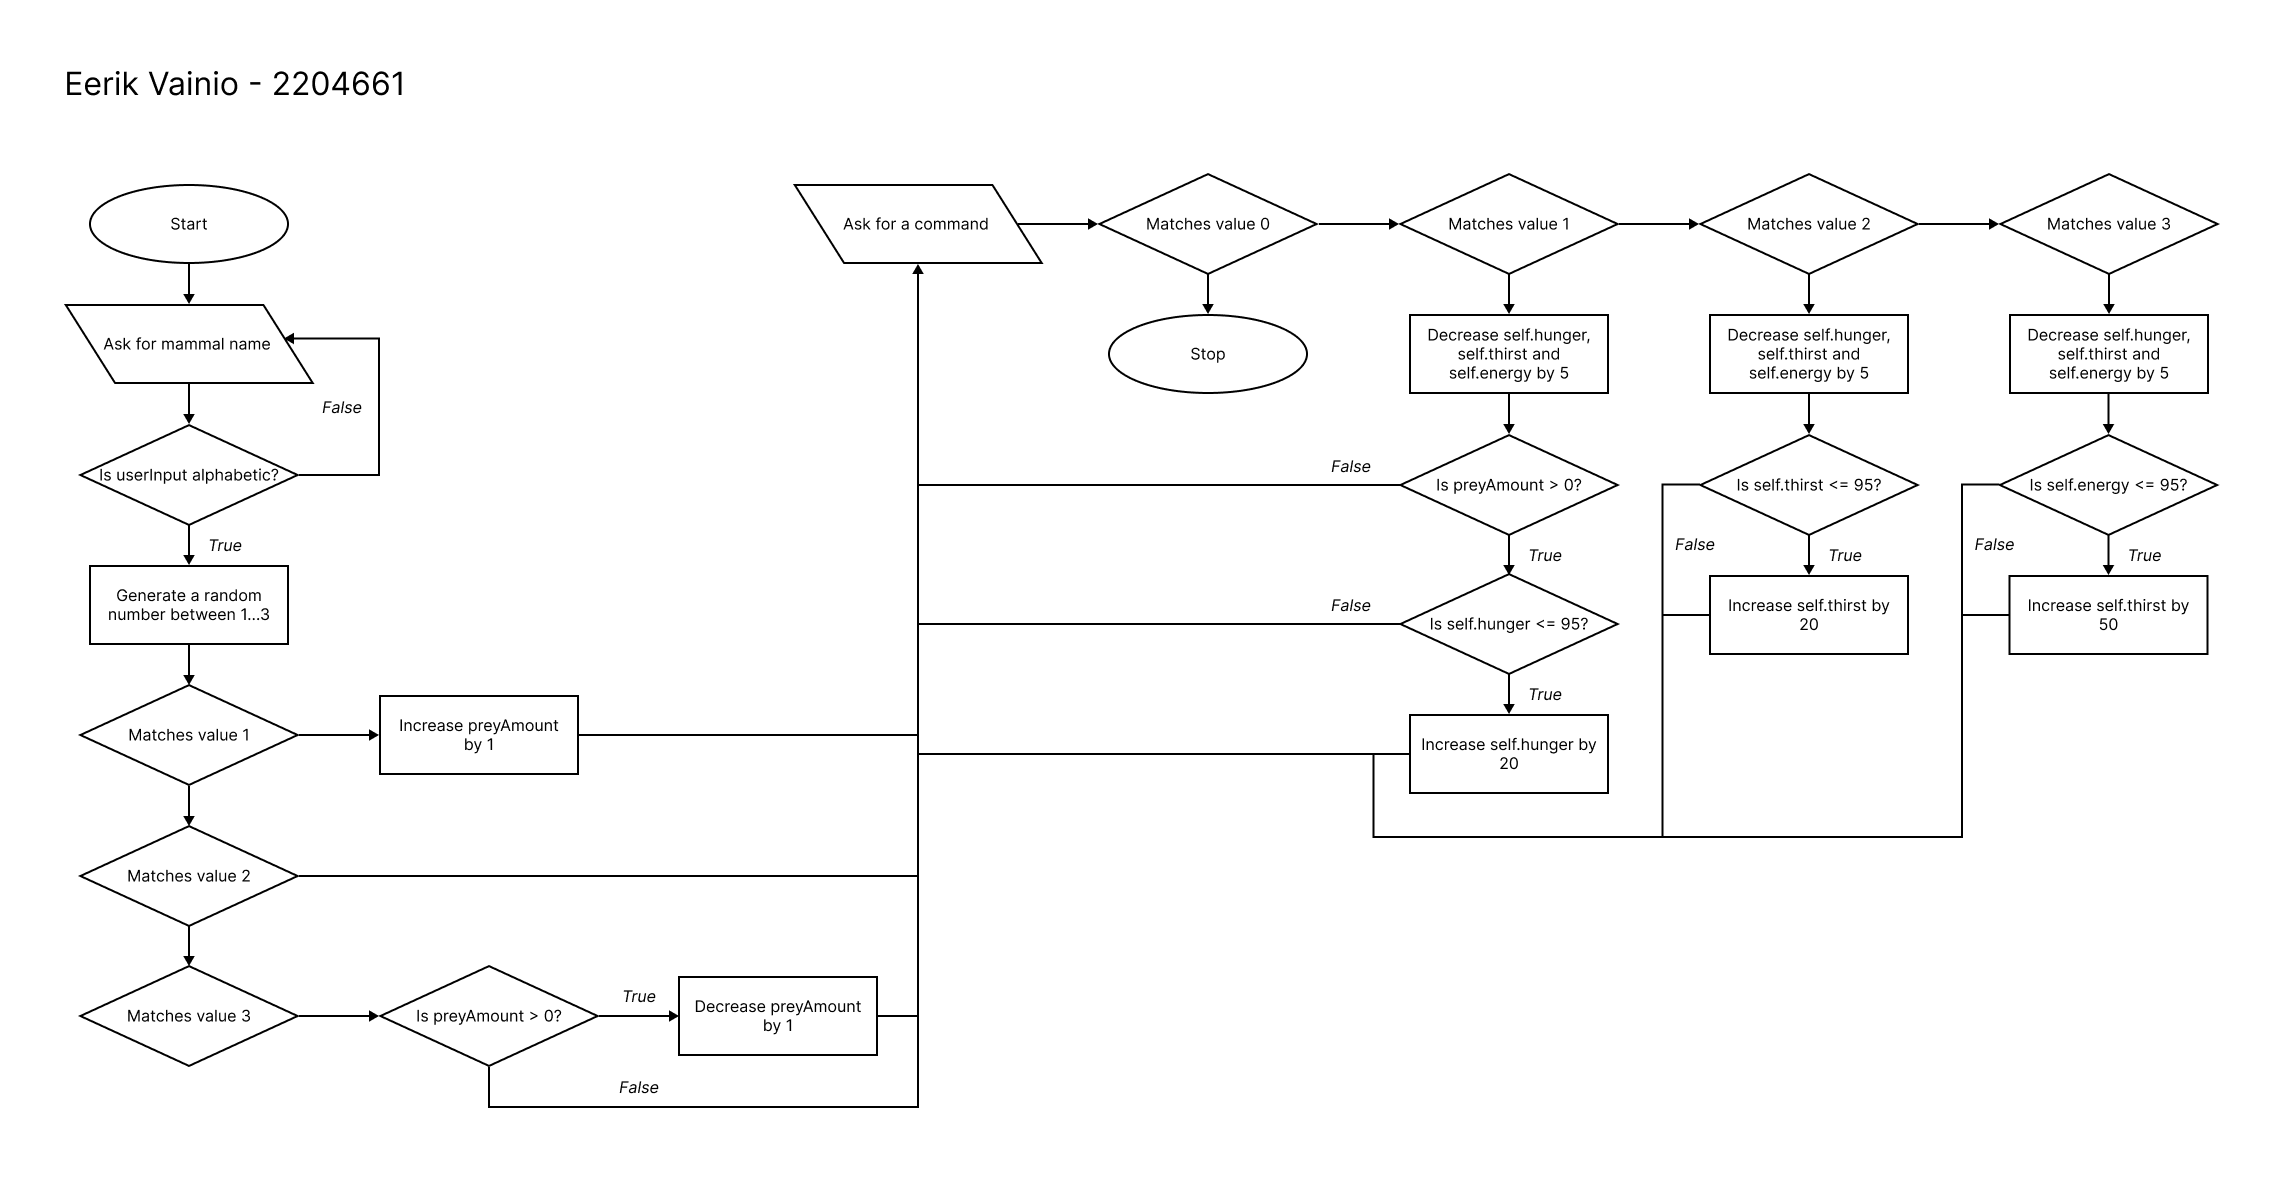 Eerik Vainio - 2204661
Start
Ask for mammal name
False
Is userInput alphabetic?
True
Generate a random
number between 1...3
Matches value 1
Increase preyAmount
by 1
Matches value 2
Matches value 3
Is preyAmount > 0?
True
Decrease preyAmount
by 1
False
Ask for a command
Matches value 0
Stop
Matches value 1
Decrease self.hunger,
self.thirst and
self.energy by 5
False
Is preyAmount > 0?
True
False
Is self.hunger <= 95?
True
Increase self.hunger by
20
Matches value 2
Decrease self.hunger,
self.thirst and
self.energy by 5
Is self.thirst <= 95?
False
True
Increase self.thirst by
20
Matches value 3
Decrease self.hunger,
self.thirst and
self.energy by 5
Is self.energy <= 95?
False
True
Increase self.thirst by
50